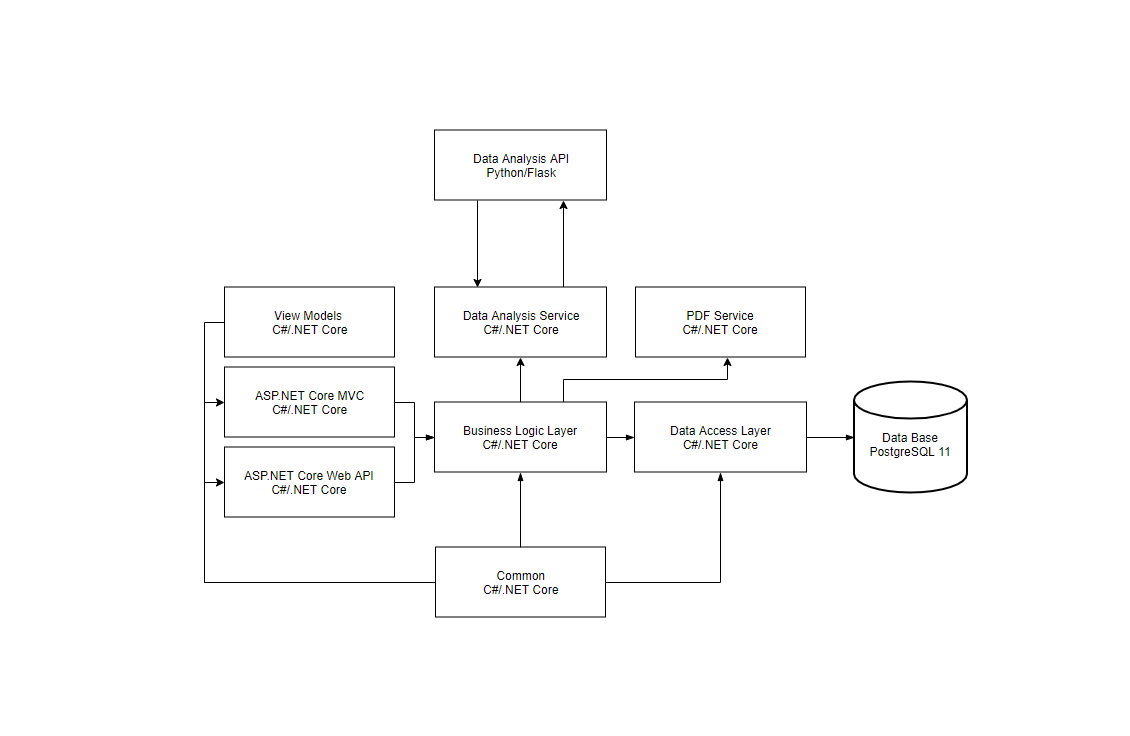 Data Analysis API
Python/Flask
View Models
C#/.NET Core
Data Analysis Service
C#/.NET Core
PDF Service
C#/.NET Core
ASP.NET Core MVC
C#/.NET Core
Business Logic Layer
C#/.NET Core
Data Access Layer
C#/.NET Core
Data Base
PostgreSQL 11
ASP.NET Core Web API
C#/.NET Core
Common
C#/.NET Core